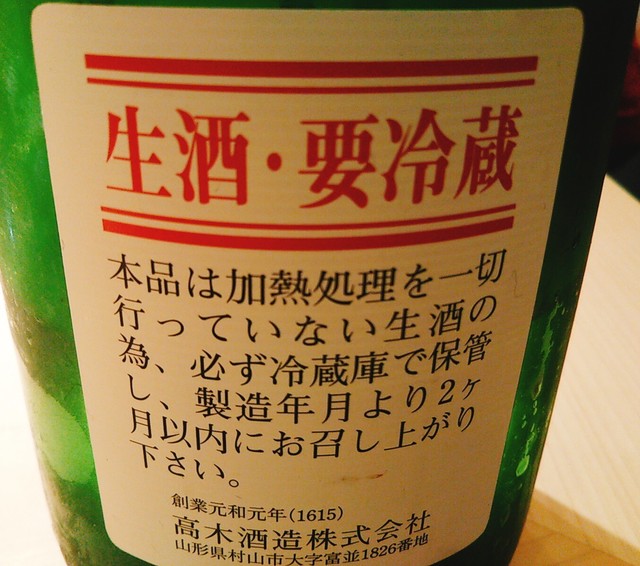 生酒・要冷蔵
本品は加熱処理を一切
行っていない生酒の
為、必ず冷蔵庫で保管
し、製造年月より2ヶ
月以内にお召し上がり
下さい。
創業元和元年(1615)
高木酒造株式会社
山形県村山市大字富並1826番地